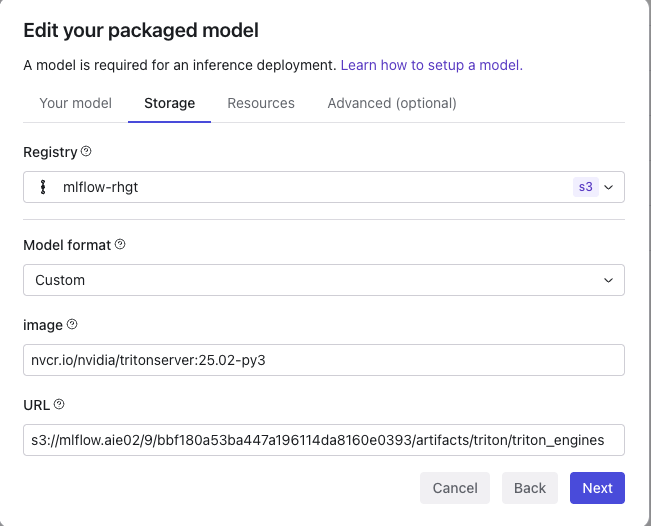 Edit your packaged model
A model is required for an inference deployment. Learn how to setup a model.
Your model Storage Resources Advanced (optional)
Registry
mlflow-rhgt s3
Model format
Custom
image
nvcr.io/nvidia/tritonserver:25.02-py3
URL
s3://mlflow.aie02/9/bbf180a53ba447a196114da8160e0393/artifacts/triton/triton_engines
Cancel Back Next